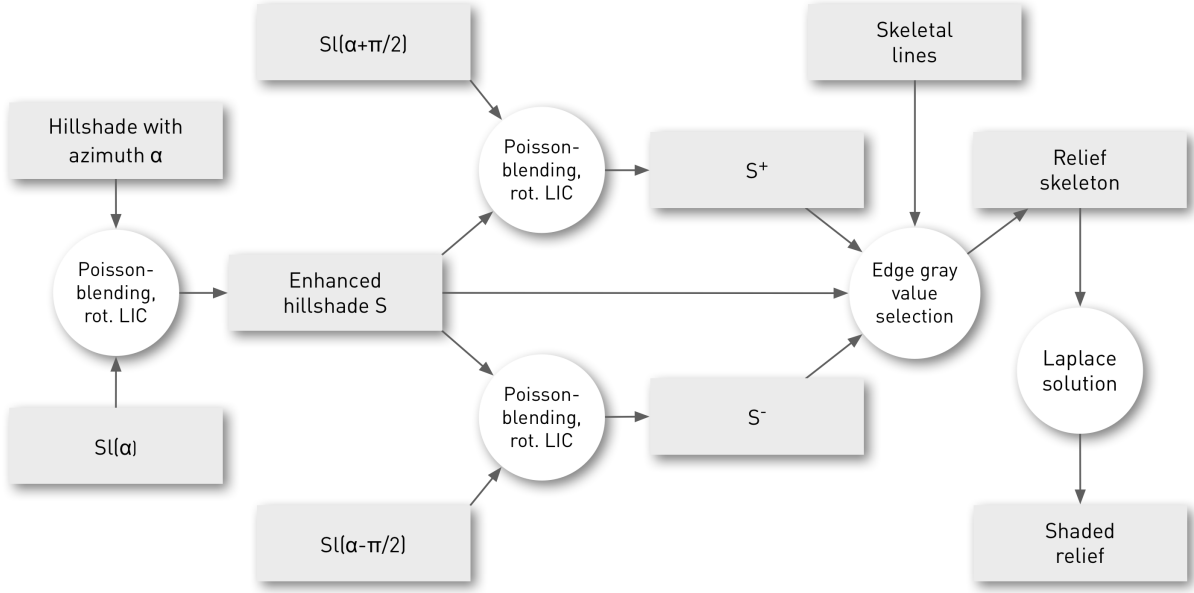 Sl(α+π/2)
Skeletal
lines
Hillshade with
azimuth α
Poisson-
blending,
rot. LIC
S⁺
Relief
skeleton
Poisson-
blending,
rot. LIC
Enhanced
hillshade S
Edge gray
value
selection
Laplace
solution
Sl(α)
Poisson-
blending,
rot. LIC
S⁻
Sl(α-π/2)
Shaded
relief